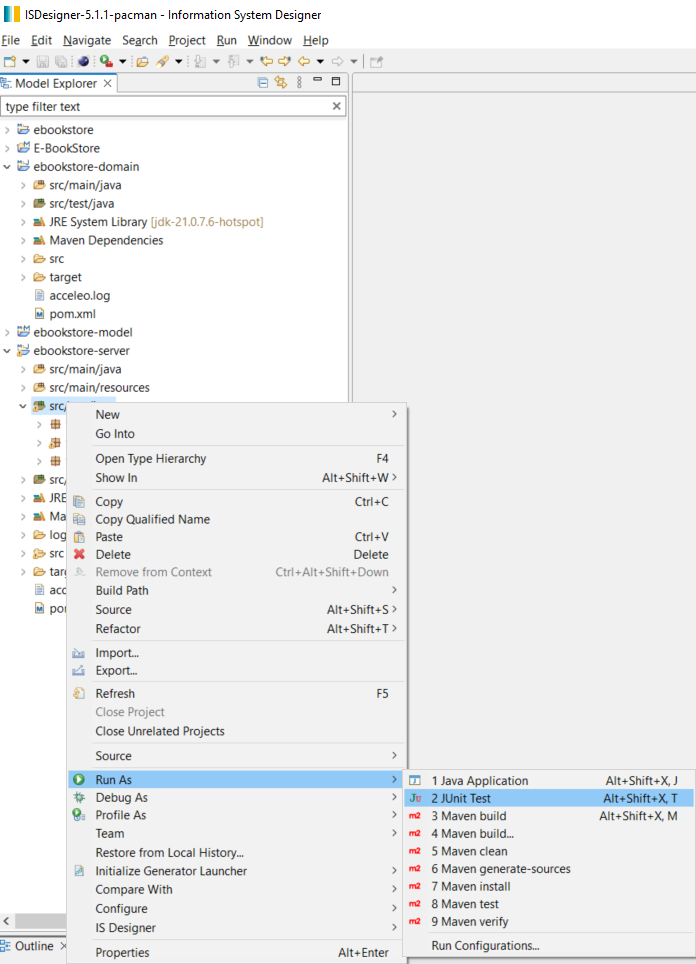 ISDesigner-5.1.1-pacman - Information System Designer
File Edit Navigate Search Project Run Window Help
Model Explorer
type filter text
ebookstore
E-BookStore
ebookstore-domain
src/main/java
src/test/java
JRE System Library [jdk-21.0.7.6-hotspot]
Maven Dependencies
src
target
acceleo.log
pom.xml
ebookstore-model
ebookstore-server
src/main/java
src/main/resources
src/
src/
JRE
Ma
log
src
tar
acc
po
Outline
New
Go Into
Open Type Hierarchy F4
Show In Alt+Shift+W
Copy Ctrl+C
Copy Qualified Name
Paste Ctrl+V
Delete Delete
Remove from Context Ctrl+Alt+Shift+Down
Build Path
Source Alt+Shift+S
Refactor Alt+Shift+T
Import...
Export...
Refresh F5
Close Project
Close Unrelated Projects
Source
Run As
Debug As
Profile As
Team
Restore from Local History...
Initialize Generator Launcher
Compare With
Configure
IS Designer
Properties Alt+Enter
1 Java Application Alt+Shift+X, J
2 JUnit Test Alt+Shift+X, T
3 Maven build Alt+Shift+X, M
4 Maven build...
5 Maven clean
6 Maven generate-sources
7 Maven install
8 Maven test
9 Maven verify
Run Configurations...